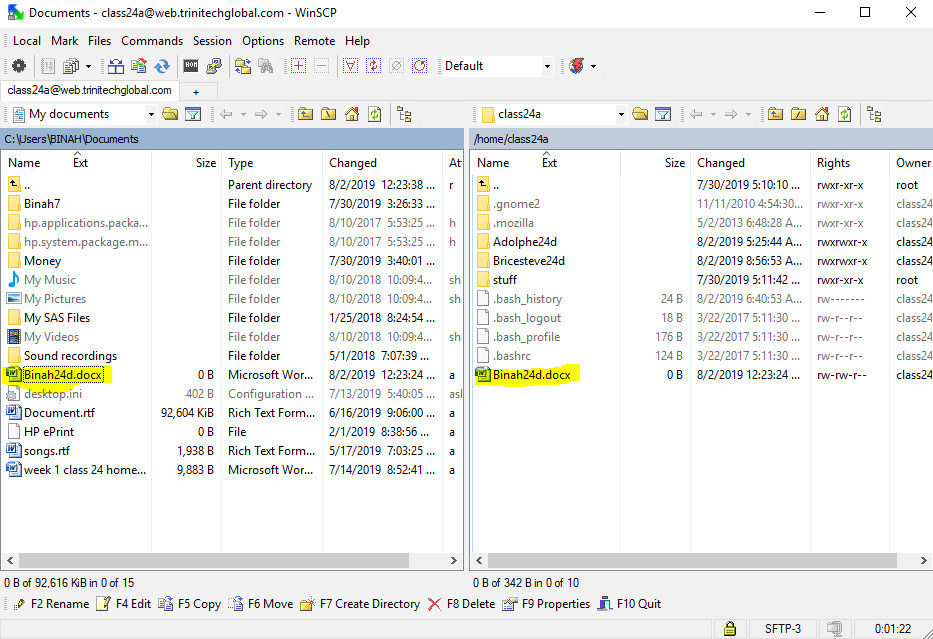 Documents - class24a@web.trinitechglobal.com - WinSCP
Local Mark Files Commands Session Options Remote Help
Default
class24a@web.trinitechglobal.com +
My documents class24a
C:\Users\BINAH\Documents /home/class24a
Name Ext Size Type Changed At Name Ext Size Changed Rights Owner
.. Parent directory 8/2/2019 12:23:38 ... r .. 7/30/2019 5:10:10 ... rwxr-xr-x root
Binah7 File folder 7/30/2019 3:26:33 ... .gnome2 11/11/2010 4:54:30... rwxr-xr-x class24
hp.applications.packa... File folder 8/10/2017 5:53:25 ... h .mozilla 5/2/2013 6:48:28 A... rwxr-xr-x class24
hp.system.package.m... File folder 8/10/2017 5:53:25 ... h Adolphe24d 8/2/2019 5:25:44 A... rwxrwxr-x class24
Money File folder 7/30/2019 3:40:01 ... Bricesteve24d 8/2/2019 8:56:53 A... rwxrwxr-x class24
My Music File folder 8/10/2018 10:09:4... sh stuff 7/30/2019 5:11:42 ... rwxr-xr-x root
My Pictures File folder 8/10/2018 10:09:4... sh .bash_history 24 B 8/2/2019 6:40:53 A... rw------- class24
My SAS Files File folder 1/25/2018 8:24:54 ... .bash_logout 18 B 3/22/2017 5:11:30 ... rw-r--r-- class24
My Videos File folder 8/10/2018 10:09:4... sh .bash_profile 176 B 3/22/2017 5:11:30 ... rw-r--r-- class24
Sound recordings File folder 5/1/2018 7:07:39 ... .bashrc 124 B 3/22/2017 5:11:30 ... rw-r--r-- class24
Binah24d.docx 0 B Microsoft Wor... 8/2/2019 12:23:24 ... a Binah24d.docx 0 B 8/2/2019 12:23:24 ... rw-rw-r-- class24
desktop.ini 402 B Configuration ... 7/13/2019 5:40:05 ... asl
Document.rtf 92,604 KiB Rich Text Form... 6/16/2019 9:06:00 ... a
HP ePrint 0 B File 2/1/2019 8:38:56 ... a
songs.rtf 1,938 B Rich Text Form... 5/17/2019 7:03:25 ... a
week 1 class 24 home... 9,883 B Microsoft Wor... 7/14/2019 8:52:41 ... a
0 B of 92,616 KiB in 0 of 15 0 B of 342 B in 0 of 10
F2 Rename F4 Edit F5 Copy F6 Move F7 Create Directory F8 Delete F9 Properties F10 Quit
SFTP-3 0:01:22